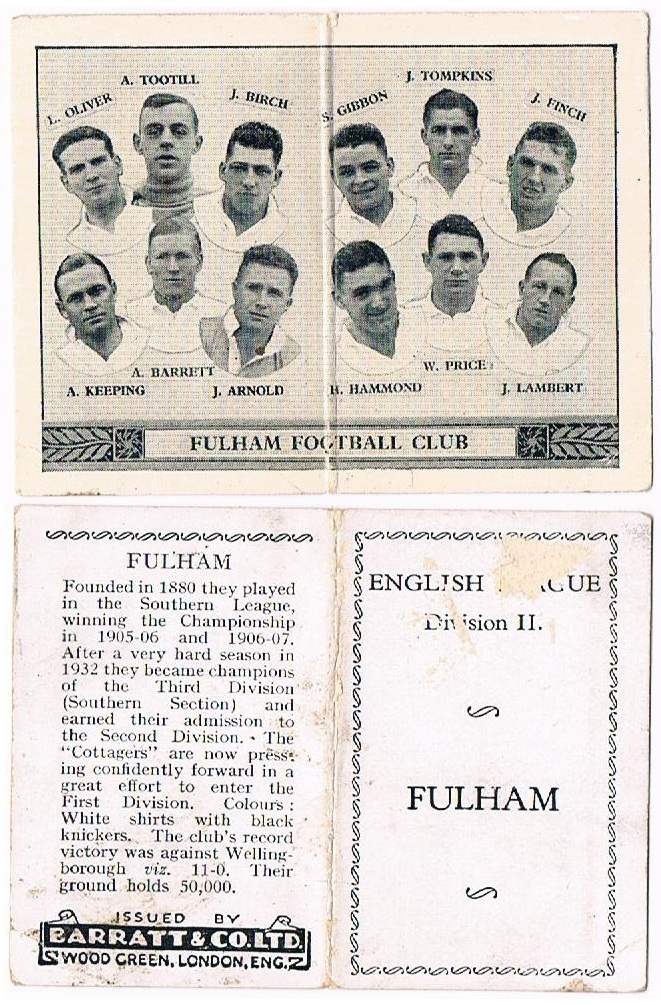 A. TOOTILL
J. TOMPKINS
L. OLIVER
J. BIRCH
S. GIBBON
J. FINCH
A. BARRETT
W. PRICE
A. KEEPING
J. ARNOLD
H. HAMMOND
J. LAMBERT
FULHAM FOOTBALL CLUB
FULHAM
Founded in 1880 they played
in the Southern League,
winning the Championship
in 1905-06 and 1906-07.
After a very hard season in
1932 they became champions
of the Third Division
(Southern Section) and
earned their admission to
the Second Division. The
"Cottagers" are now press-
ing confidently forward in a
great effort to enter the
First Division. Colours :
White shirts with black
knickers. The club's record
victory was against Welling-
borough viz. 11-0. Their
ground holds 50,000.
ISSUED BY
BARRATT & CO. LTD.
WOOD GREEN, LONDON, ENG.
ENGLISH
Division II.
FULHAM